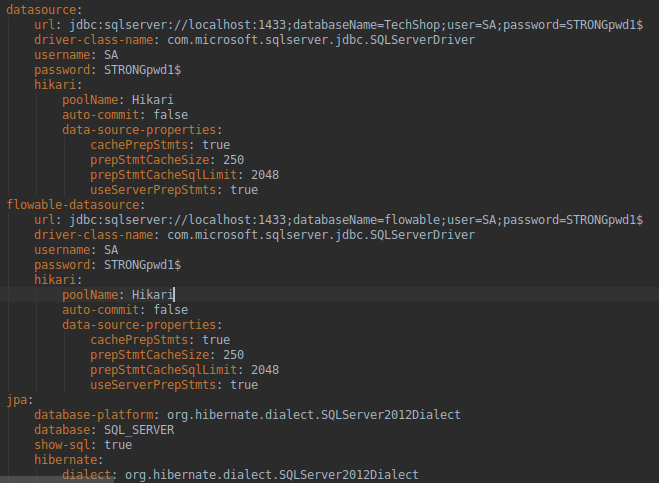 datasource:
    url: jdbc:sqlserver://localhost:1433;databaseName=TechShop;user=SA;password=STRONGpwd1$
    driver-class-name: com.microsoft.sqlserver.jdbc.SQLServerDriver
    username: SA
    password: STRONGpwd1$
    hikari:
        poolName: Hikari
        auto-commit: false
        data-source-properties:
            cachePrepStmts: true
            prepStmtCacheSize: 250
            prepStmtCacheSqlLimit: 2048
            useServerPrepStmts: true
flowable-datasource:
    url: jdbc:sqlserver://localhost:1433;databaseName=flowable;user=SA;password=STRONGpwd1$
    driver-class-name: com.microsoft.sqlserver.jdbc.SQLServerDriver
    username: SA
    password: STRONGpwd1$
    hikari:
        poolName: Hikari
        auto-commit: false
        data-source-properties:
            cachePrepStmts: true
            prepStmtCacheSize: 250
            prepStmtCacheSqlLimit: 2048
            useServerPrepStmts: true
jpa:
    database-platform: org.hibernate.dialect.SQLServer2012Dialect
    database: SQL_SERVER
    show-sql: true
    hibernate:
        dialect: org.hibernate.dialect.SQLServer2012Dialect